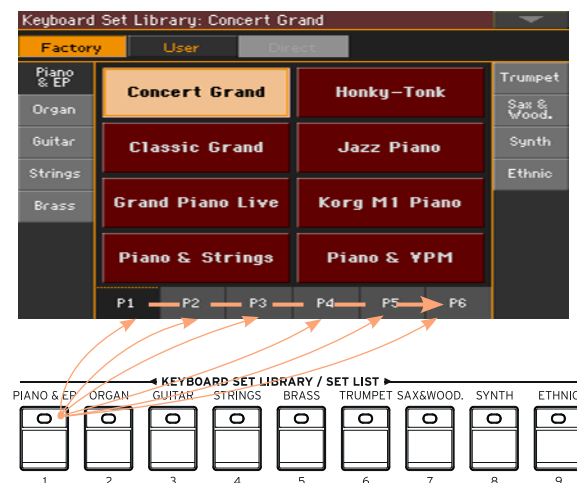 Keyboard Set Library: Concert Grand
Factory User Direct
Piano & EP
Organ
Guitar
Strings
Brass
Concert Grand
Honky-Tonk
Classic Grand
Jazz Piano
Grand Piano Live
Korg M1 Piano
Piano & Strings
Piano & ¥PM
Trumpet
Sax & Wood.
Synth
Ethnic
P1 P2 P3 P4 P5 P6
KEYBOARD SET LIBRARY / SET LIST
PIANO & EP ORGAN GUITAR STRINGS BRASS TRUMPET SAX&WOOD. SYNTH ETHNIC
1 2 3 4 5 6 7 8 9